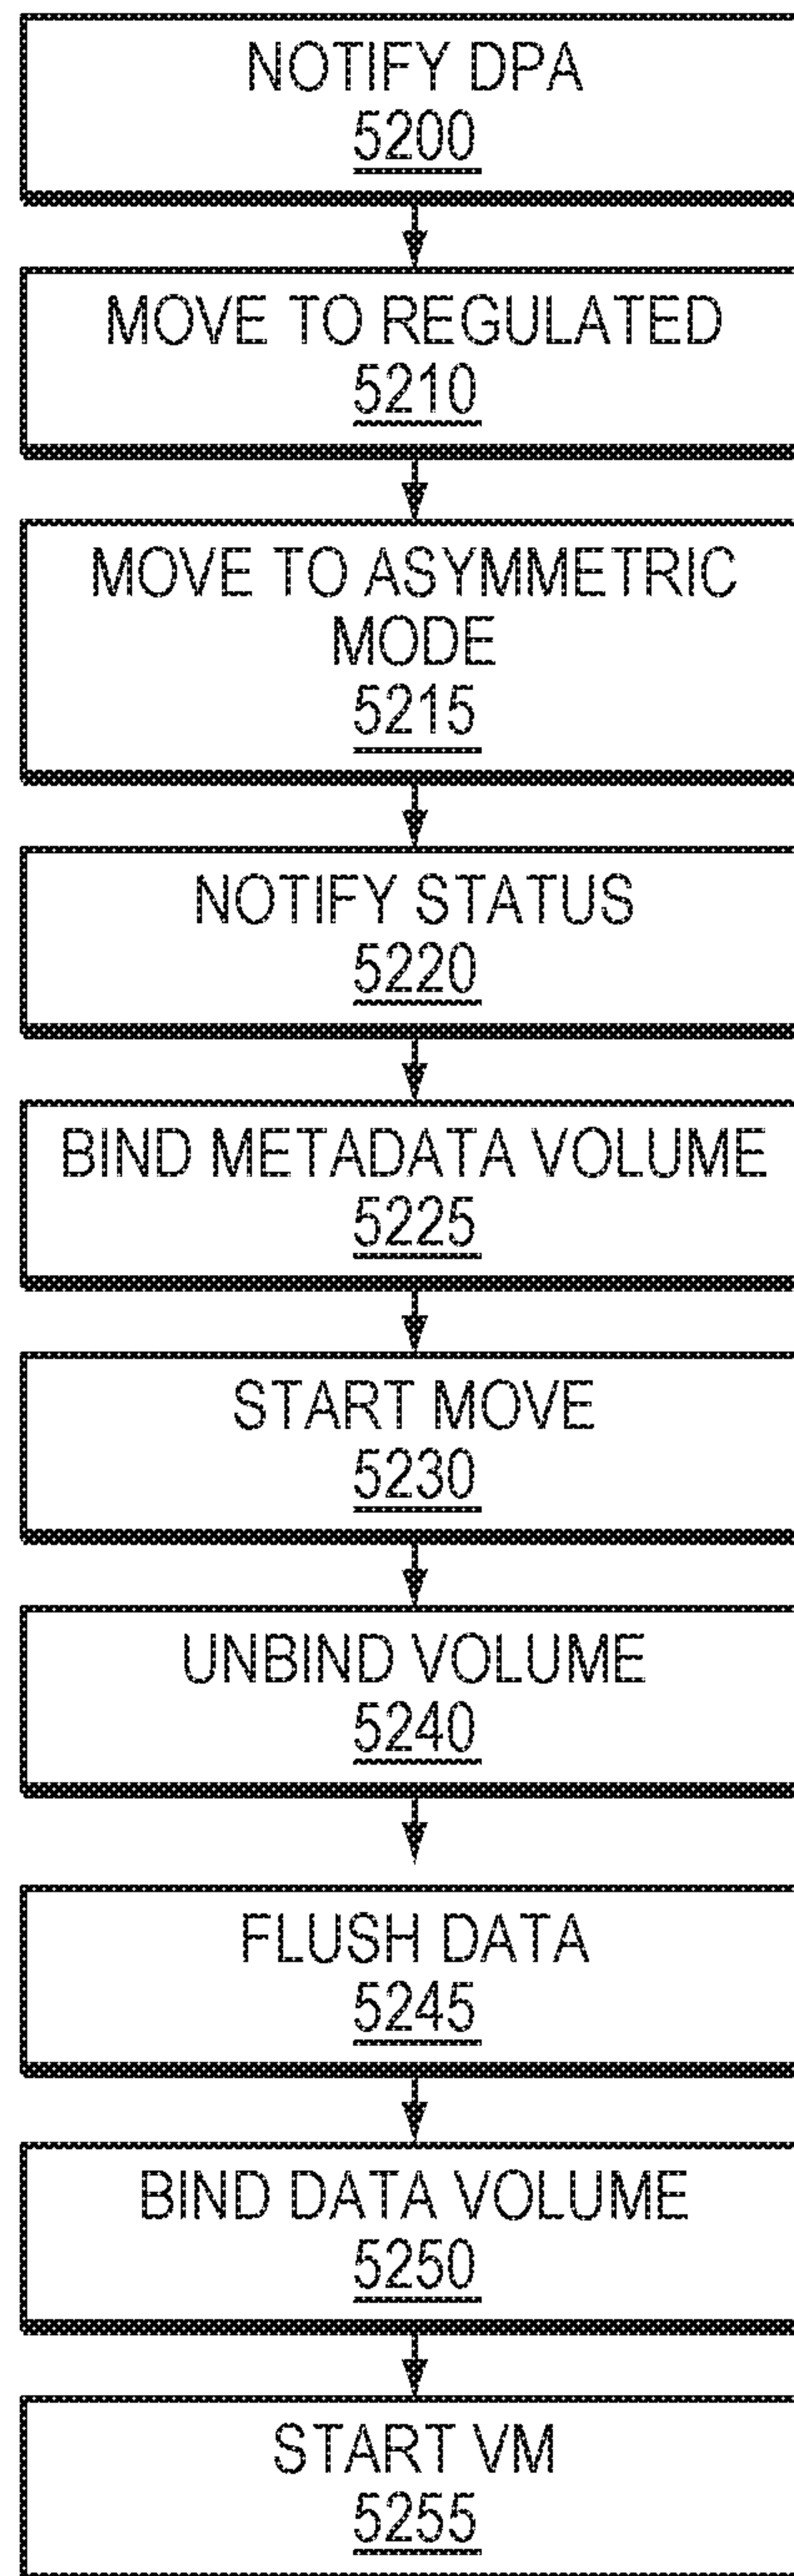 NOTIFY DPA
5200
MOVE TO REGULATED
5210
MOVE TO ASYMMETRIC
MODE
5215
NOTIFY STATUS
5220
BIND METADATA VOLUME
5225
START MOVE
5230
UNBIND VOLUME
5240
FLUSH DATA
5245
BIND DATA VOLUME
5250
START VM
5255